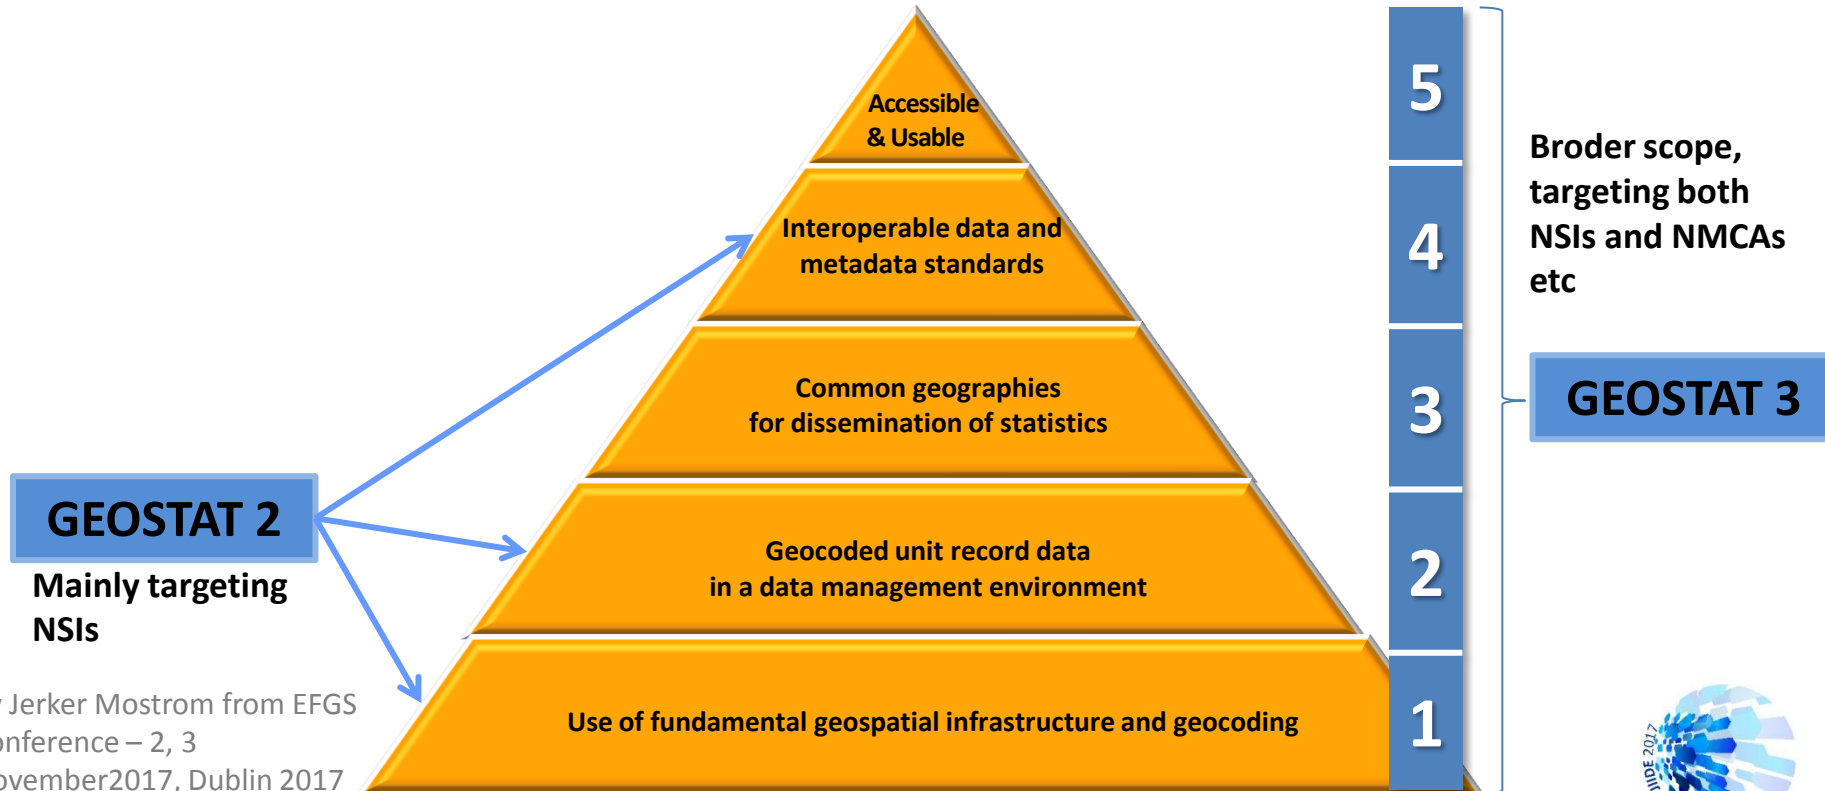 Accessible
& Usable
Interoperable data and
metadata standards
Common geographies
for dissemination of statistics
Geocoded unit record data
in a data management environment
Use of fundamental geospatial infrastructure and geocoding
5
4
3
2
1
Broder scope,
targeting both
NSIs and NMCAs
etc
GEOSTAT 3
GEOSTAT 2
Mainly targeting
NSIs
Jerker Mostrom from EFGS
onference – 2, 3
ovember2017, Dublin 2017
JIIDE 2017